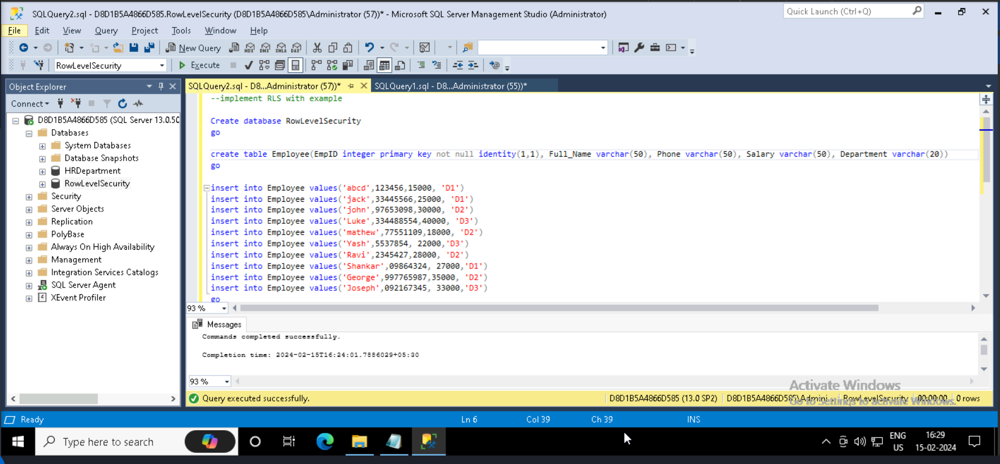 SQLQuery2.sql - D8D1B5A4866D585.RowLevelSecurity (D8D1B5A4866D585\Administrator (57))* - Microsoft SQL Server Management Studio (Administrator)
Quick Launch (Ctrl+Q)
File Edit View Query Project Tools Window Help
New Query MDX DMX XMLA DAX
RowLevelSecurity Execute
Object Explorer
SQLQuery2.sql - D8...Administrator (57))* SQLQuery1.sql - D8...Administrator (55))*
Connect
D8D1B5A4866D585 (SQL Server 13.0.50
Databases
System Databases
Database Snapshots
HRDepartment
RowLevelSecurity
Security
Server Objects
Replication
PolyBase
Always On High Availability
Management
Integration Services Catalogs
SQL Server Agent
XEvent Profiler
--implement RLS with example
Create database RowLevelSecurity
go
create table Employee(EmpID integer primary key not null identity(1,1), Full_Name varchar(50), Phone varchar(50), Salary varchar(50), Department varchar(20))
go
insert into Employee values('abcd',123456,15000, 'D1')
insert into Employee values('jack',33445566,25000, 'D1')
insert into Employee values('john',97653098,30000, 'D2')
insert into Employee values('Luke',334488554,40000, 'D3')
insert into Employee values('mathew',77551109,18000, 'D2')
insert into Employee values('Yash',5537854, 22000,'D3')
insert into Employee values('Ravi',2345427,28000, 'D2')
insert into Employee values('Shankar',09864324, 27000,'D1')
insert into Employee values('George',997765987,35000, 'D2')
insert into Employee values('Joseph',092167345, 33000,'D3')
go
93 %
Messages
Commands completed successfully.
Completion time: 2024-02-15T16:24:01.7886029+05:30
93 %
Activate Windows
Go to Settings to activate Windows.
Query executed successfully.
D8D1B5A4866D585 (13.0 SP2) D8D1B5A4866D585\Admini... RowLevelSecurity 00:00:00 0 rows
Ready Ln 6 Col 39 Ch 39 INS
Type here to search
ENG
US
16:29
15-02-2024